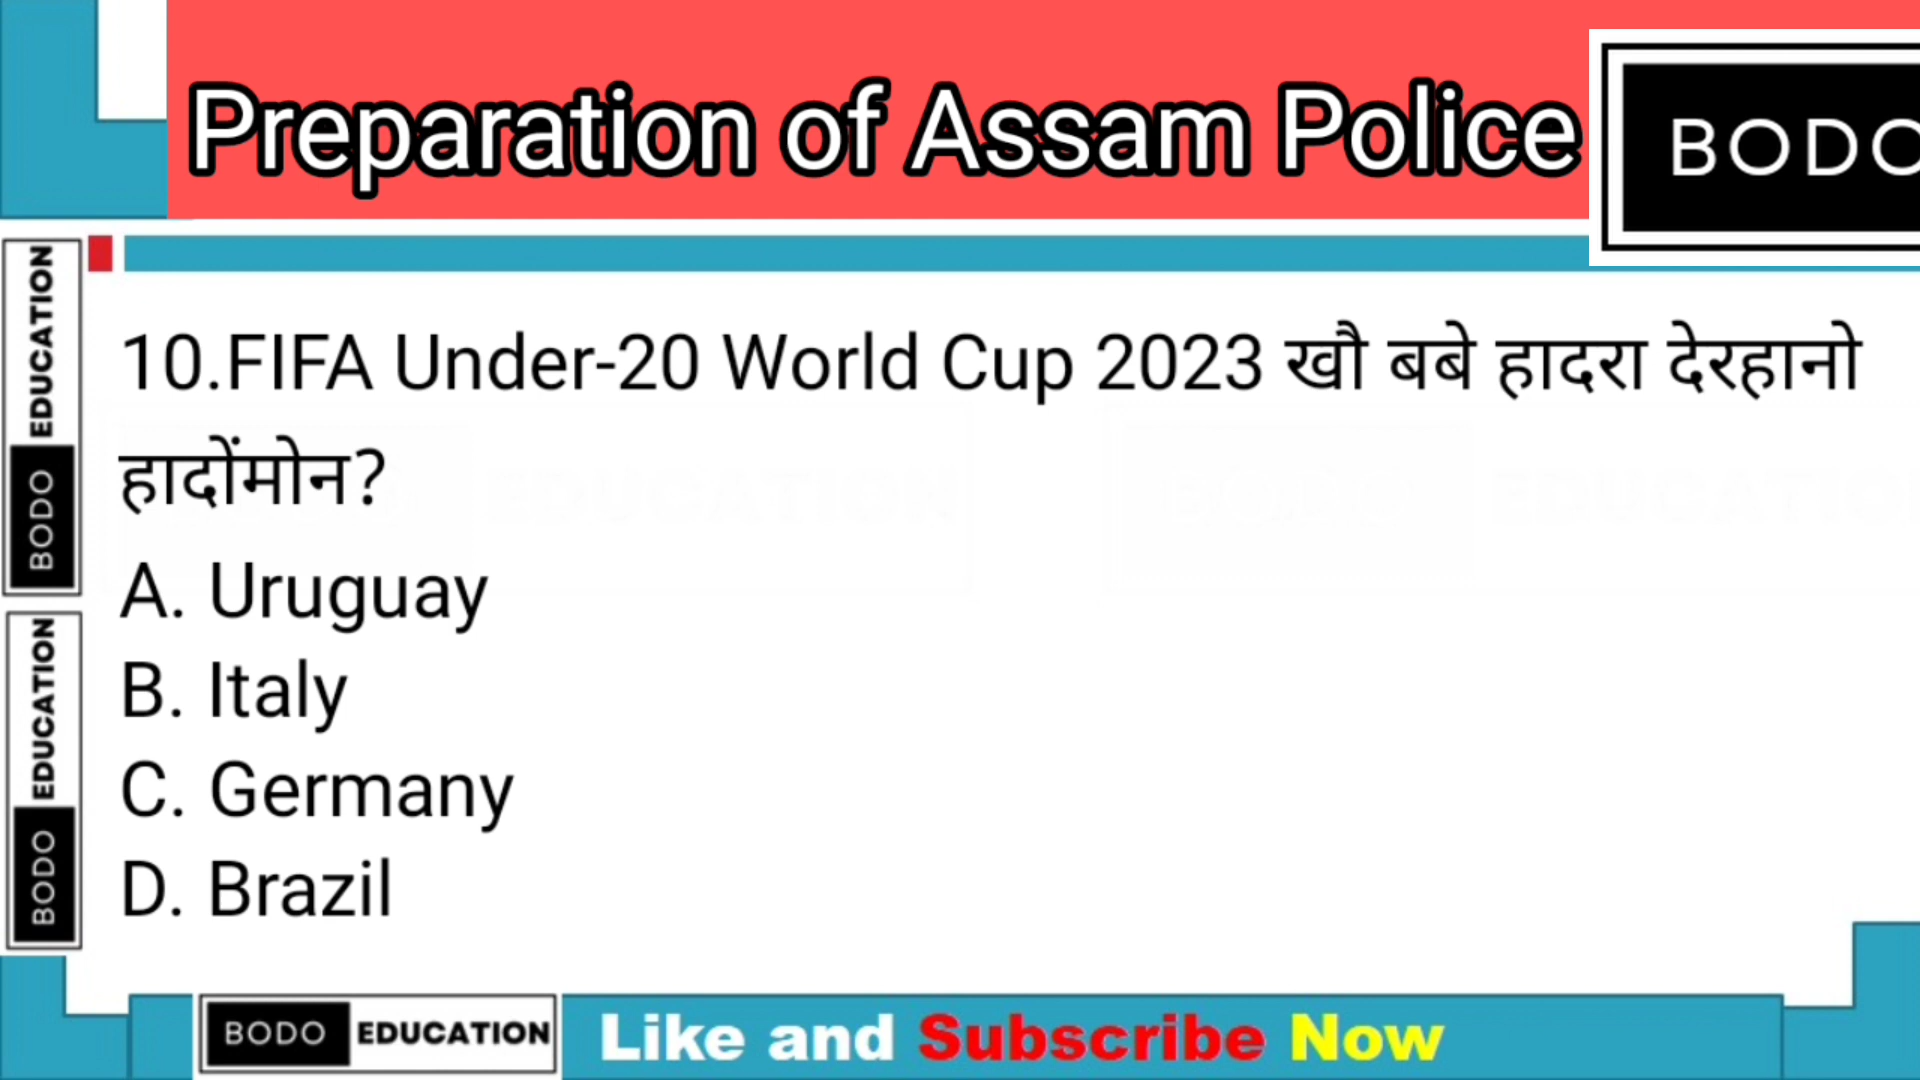 Preparation of Assam Police
BODO
EDUCATION
BODO
EDUCATION
BODO
10.FIFA Under-20 World Cup 2023 खौ बबे हादरा देरहानो
हादोंमोन?
A. Uruguay
B. Italy
C. Germany
D. Brazil
BODO EDUCATION
Like and Subscribe Now